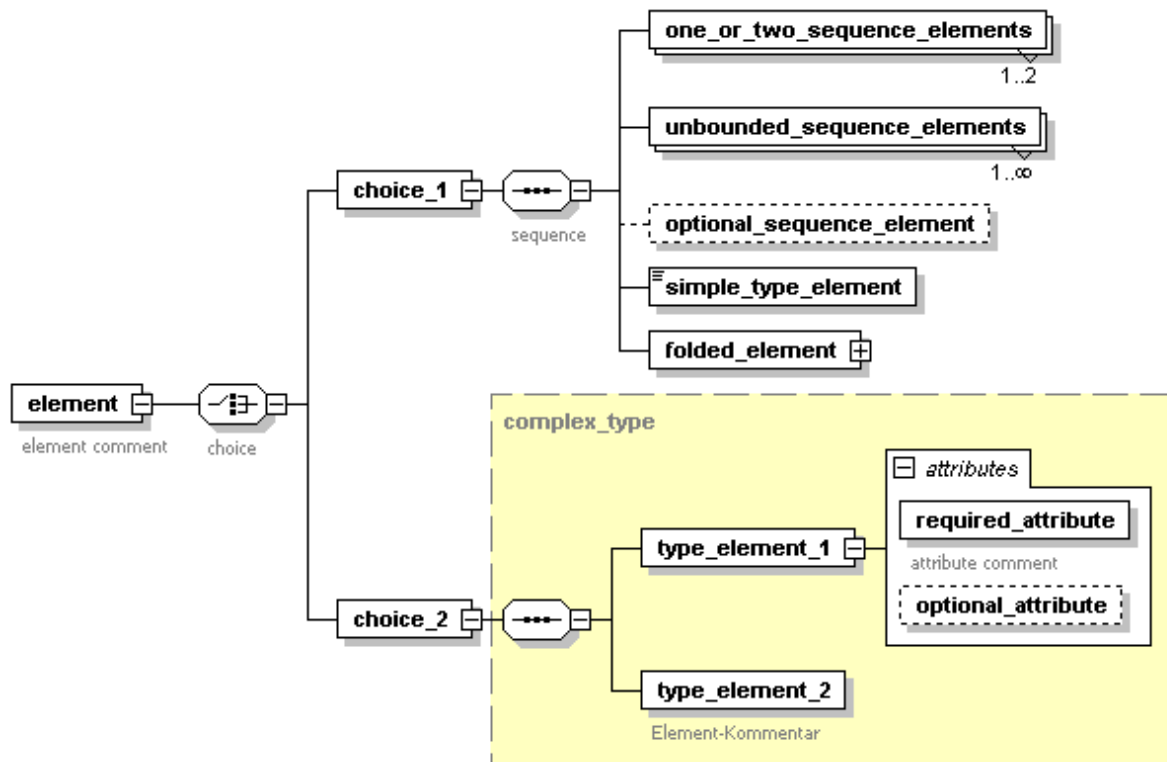 one_or_two_sequence_elements
1..2
unbounded_sequence_elements
1..∞
choice_1
sequence
optional_sequence_element
simple_type_element
folded_element
element
element comment
choice
complex_type
attributes
required_attribute
attribute comment
optional_attribute
type_element_1
choice_2
type_element_2
Element-Kommentar